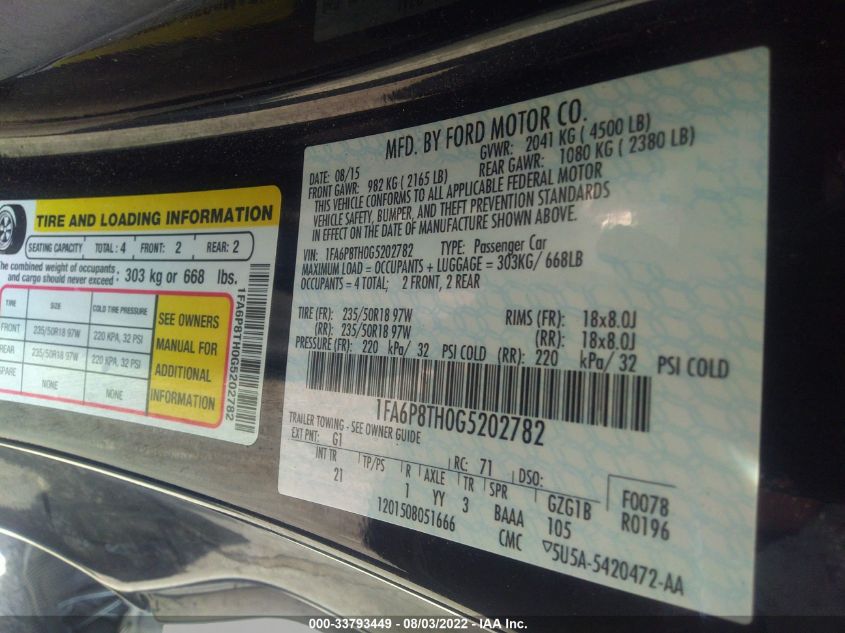 TIRE AND LOADING INFORMATION
SEATING CAPACITY TOTAL : 4 FRONT: 2 REAR: 2
The combined weight of occupants and cargo should never exceed : 303 kg or 668 lbs.
TIRE SIZE COLD TIRE PRESSURE
FRONT 235/50R18 97W 220 KPA, 32 PSI
REAR 235/50R18 97W 220 KPA, 32 PSI
SPARE NONE NONE
SEE OWNERS
MANUAL FOR
ADDITIONAL
INFORMATION
1FA6P8TH0G5202782
MFD. BY FORD MOTOR CO.
DATE: 08/15 GVWR: 2041 KG ( 4500 LB)
FRONT GAWR: 982 KG ( 2165 LB) REAR GAWR: 1080 KG ( 2380 LB)
THIS VEHICLE CONFORMS TO ALL APPLICABLE FEDERAL MOTOR
VEHICLE SAFETY, BUMPER, AND THEFT PREVENTION STANDARDS
IN EFFECT ON THE DATE OF MANUFACTURE SHOWN ABOVE.
VIN: 1FA6P8TH0G5202782 TYPE: Passenger Car
MAXIMUM LOAD = OCCUPANTS + LUGGAGE = 303KG/ 668LB
OCCUPANTS = 4 TOTAL; 2 FRONT, 2 REAR
TIRE (FR): 235/50R18 97W RIMS (FR): 18x8.0J
(RR): 235/50R18 97W (RR): 18x8.0J
PRESSURE (FR): 220 kPa/ 32 PSI COLD (RR): 220 kPa/ 32 PSI COLD
1FA6P8TH0G5202782
TRAILER TOWING - SEE OWNER GUIDE
EXT PNT: G1 RC: 71 DSO:
INT TR TP/PS R AXLE TR SPR GZG1B F0078
21 1 YY 3 BAAA 105 R0196
1201508051666 CMC ▽5U5A-5420472-AA
000-33793449 - 08/03/2022 - IAA Inc.